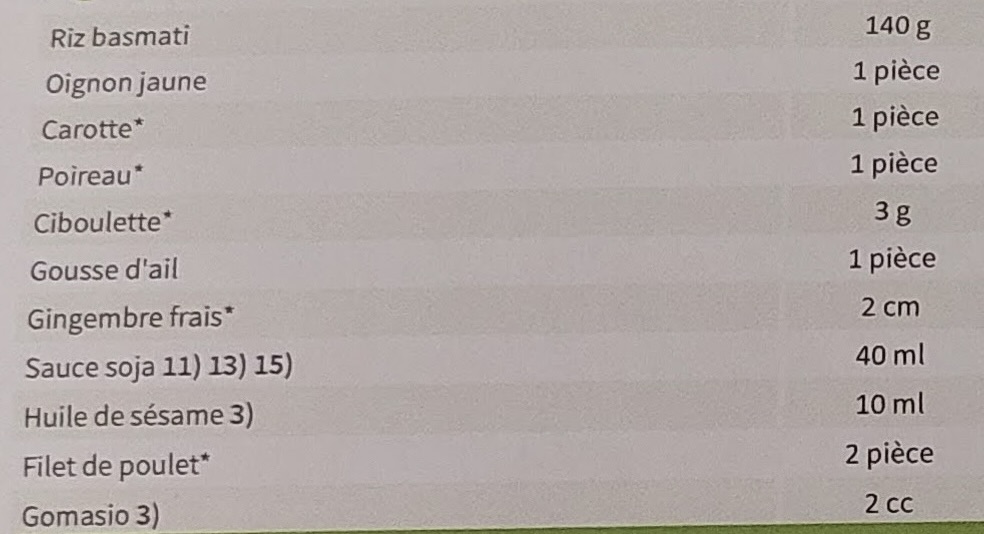 Riz basmati 140 g
Oignon jaune 1 pièce
Carotte* 1 pièce
Poireau* 1 pièce
Ciboulette* 3 g
Gousse d'ail 1 pièce
Gingembre frais* 2 cm
Sauce soja 11) 13) 15) 40 ml
Huile de sésame 3) 10 ml
Filet de poulet* 2 pièce
Gomasio 3) 2 cc